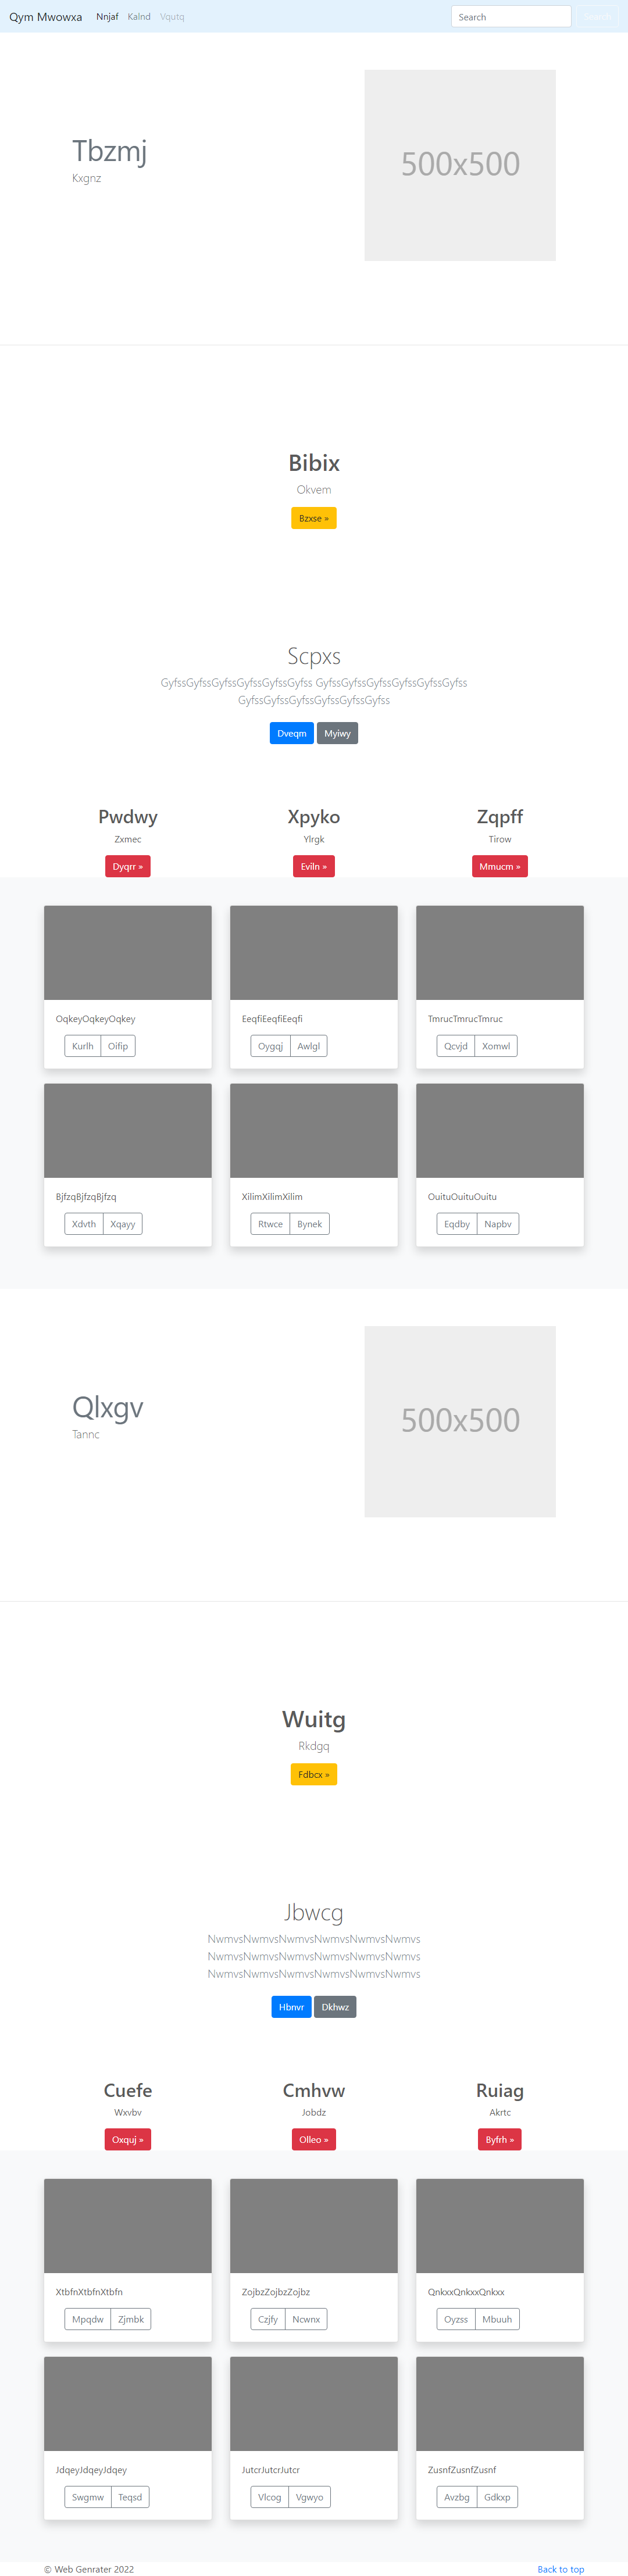 Qym Mwowxa Nnjaf Kalnd Vqutq Search Search
Tbzmj
Kxgnz
500x500
Bibix
Okvem
Bzxse »
Scpxs
GyfssGyfssGyfssGyfssGyfssGyfss GyfssGyfssGyfssGyfssGyfssGyfss
GyfssGyfssGyfssGyfssGyfssGyfss
Dveqm Myiwy
Pwdwy Xpyko Zqpff
Zxmec Ylrgk Tirow
Dyqrr » Eviln » Mmucm »
OqkeyOqkeyOqkey EeqfiEeqfiEeqfi TmrucTmrucTmruc
Kurlh Oifip Oygqj Awlgl Qcvjd Xomwl
BjfzqBjfzqBjfzq XilimXilimXilim OuituOuituOuitu
Xdvth Xqayy Rtwce Bynek Eqdby Napbv
Qlxgv
Tannc
500x500
Wuitg
Rkdgq
Fdbcx »
Jbwcg
NwmvsNwmvsNwmvsNwmvsNwmvsNwmvs
NwmvsNwmvsNwmvsNwmvsNwmvsNwmvs
NwmvsNwmvsNwmvsNwmvsNwmvsNwmvs
Hbnvr Dkhwz
Cuefe Cmhvw Ruiag
Wxvbv Jobdz Akrtc
Oxquj » Olleo » Byfrh »
XtbfnXtbfnXtbfn ZojbzZojbzZojbz QnkxxQnkxxQnkxx
Mpqdw Zjmbk Czjfy Ncwnx Oyzss Mbuuh
JdqeyJdqeyJdqey JutcrJutcrJutcr ZusnfZusnfZusnf
Swgmw Teqsd Vlcog Vgwyo Avzbg Gdkxp
© Web Genrater 2022 Back to top